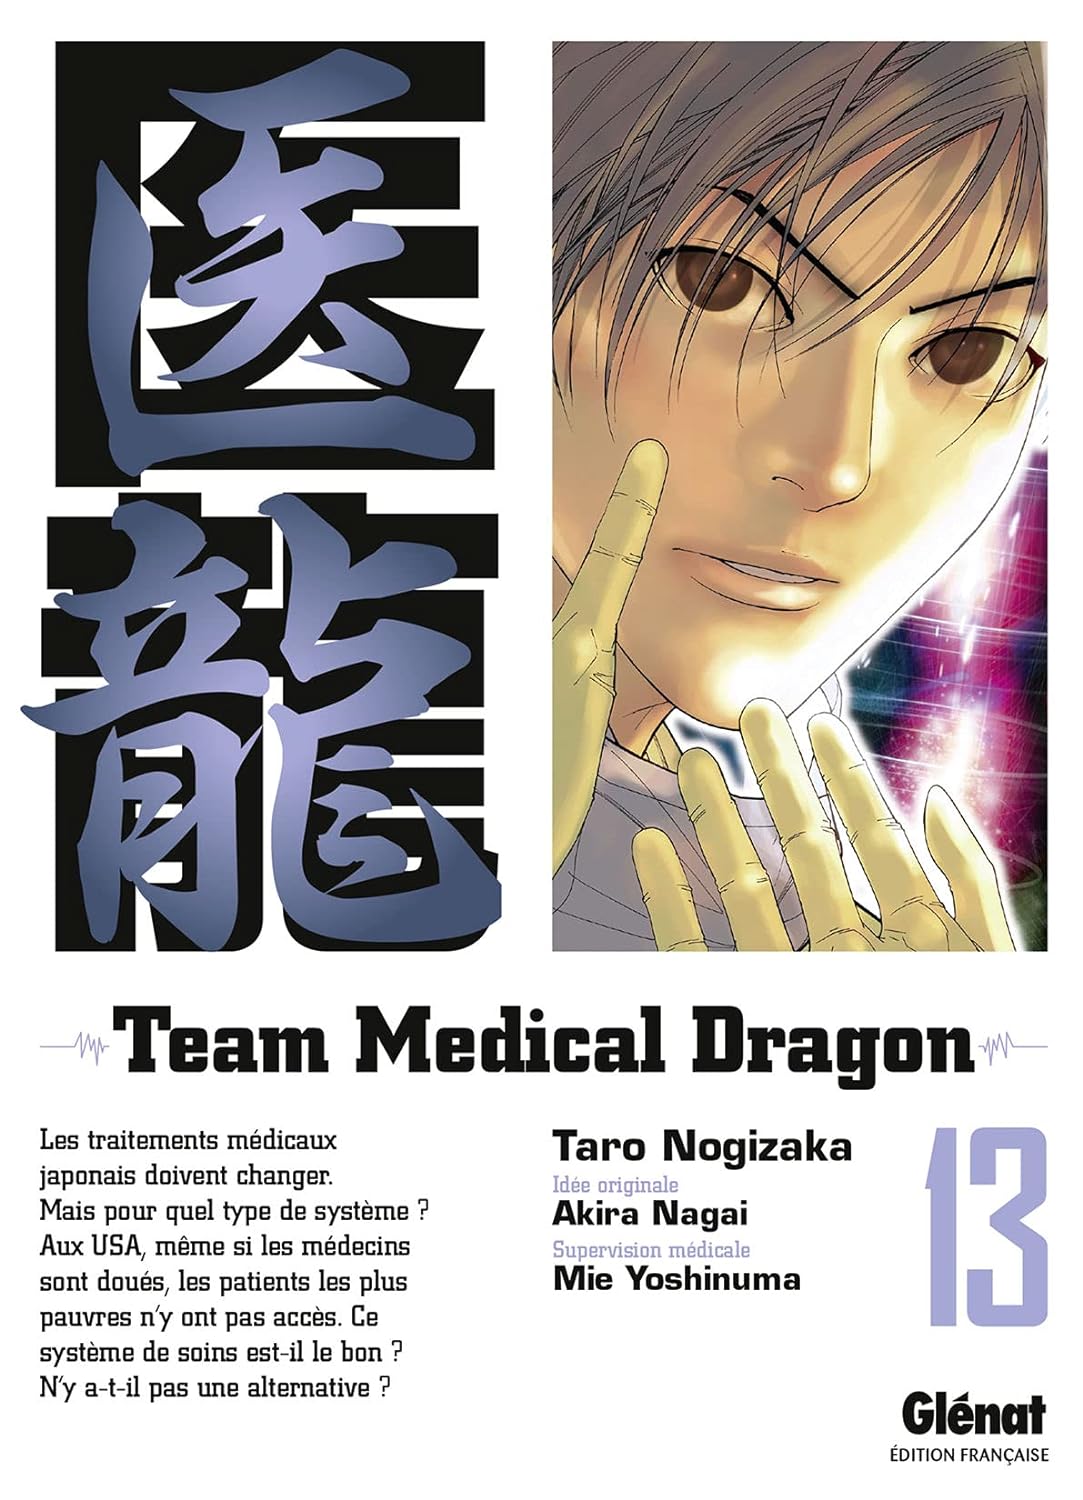 医龍
Team Medical Dragon
Les traitements médicaux
japonais doivent changer.
Mais pour quel type de système ?
Aux USA, même si les médecins
sont doués, les patients les plus
pauvres n'y ont pas accès. Ce
système de soins est-il le bon ?
N'y a-t-il pas une alternative ?
Taro Nogizaka
Idée originale
Akira Nagai
Supervision médicale
Mie Yoshinuma
13
Glénat
ÉDITION FRANÇAISE